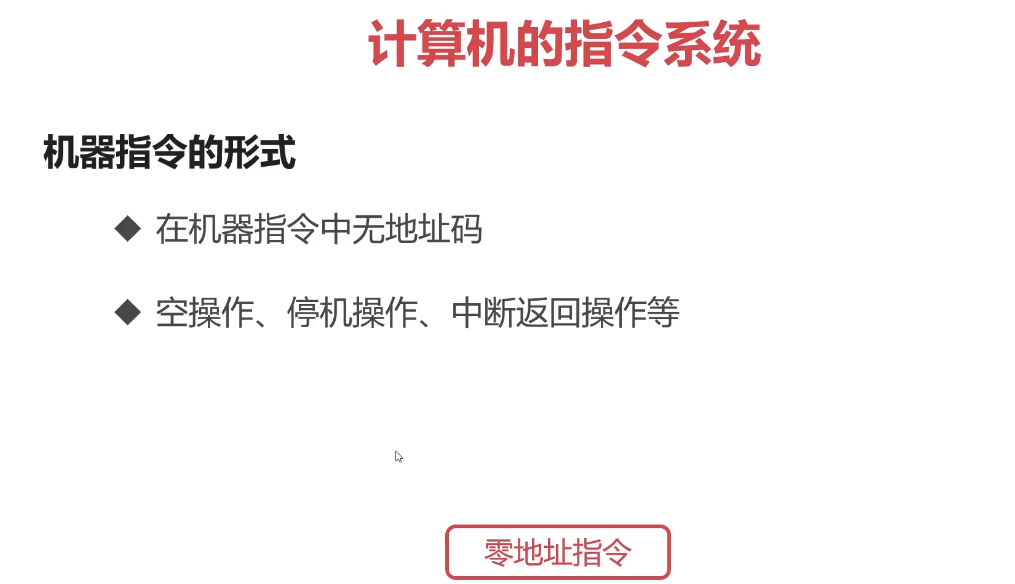 计算机的指令系统
机器指令的形式
◆ 在机器指令中无地址码
◆ 空操作、停机操作、中断返回操作等
零地址指令